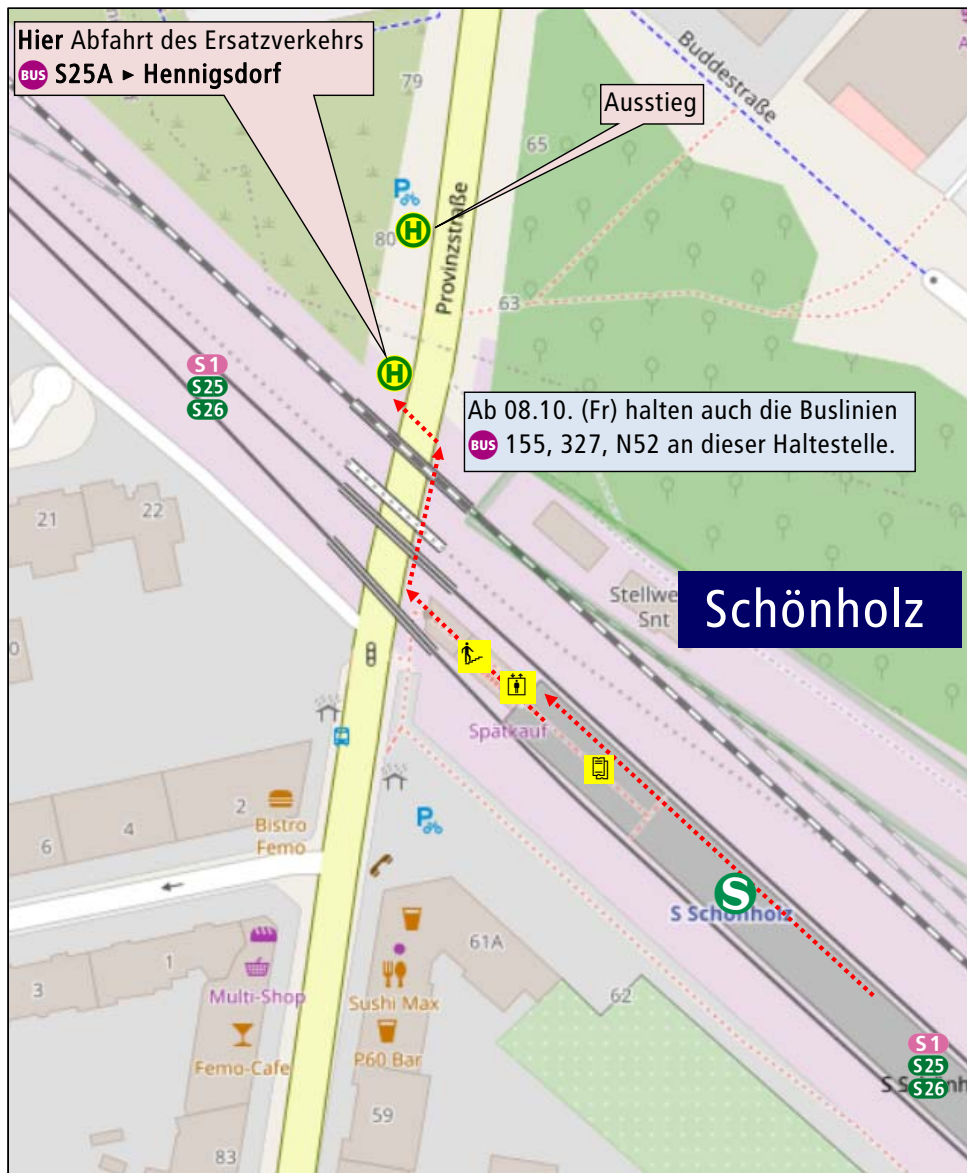 Hier Abfahrt des Ersatzverkehrs
BUS S25A ► Hennigsdorf
79
Buddestraße
Ausstieg
65
P
H
80
Provinzstraße
63
H
S1
S25
S26
Ab 08.10. (Fr) halten auch die Buslinien
BUS 155, 327, N52 an dieser Haltestelle.
21
22
Stellwe
Snt
Schönholz
Spätkauf
2
4
6
Bistro
Femo
P
S
S Schönholz
61A
1
3
Multi-Shop
Sushi Max
62
Femo-Cafe
P60 Bar
S1
S25
S26
59
83